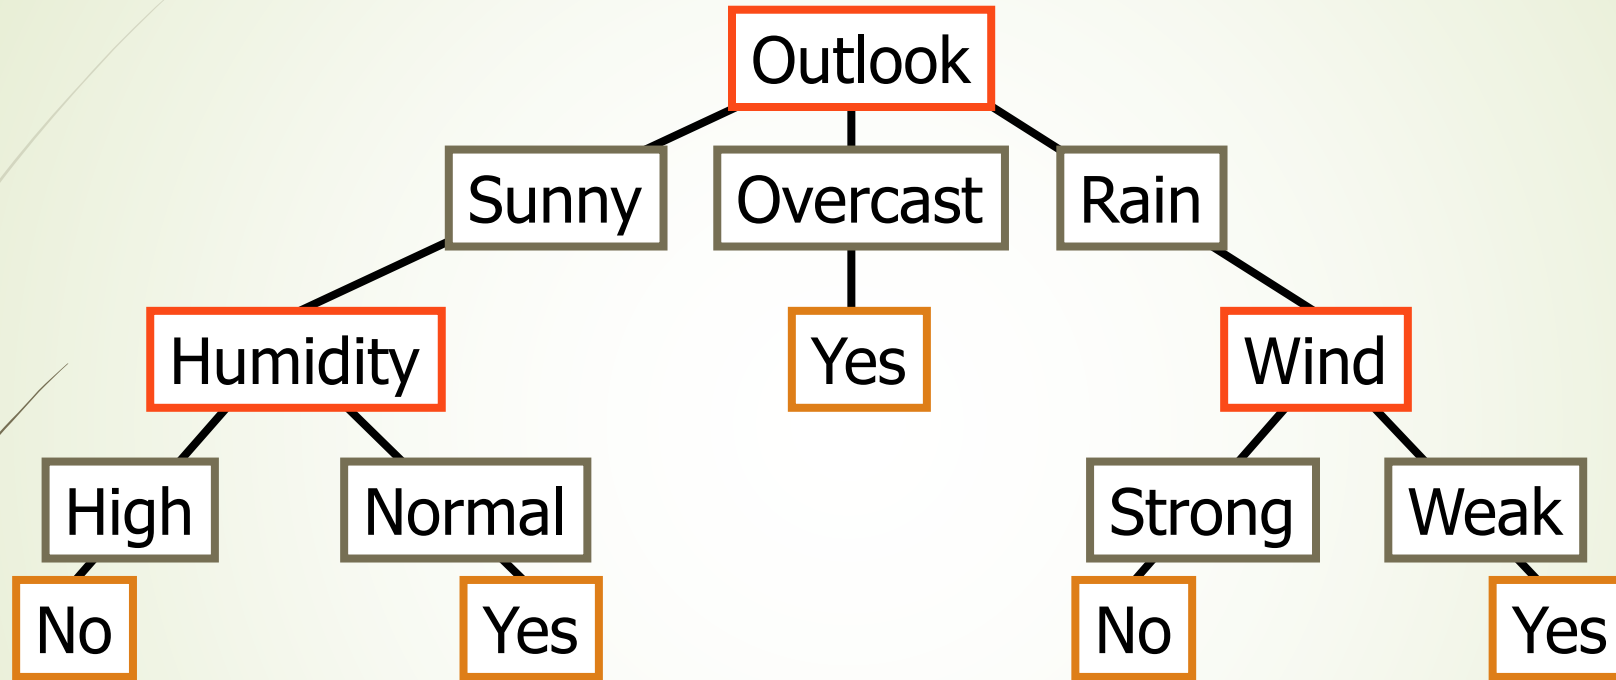 Outlook
Sunny Overcast Rain
Humidity Yes Wind
High Normal Strong Weak
No Yes No Yes